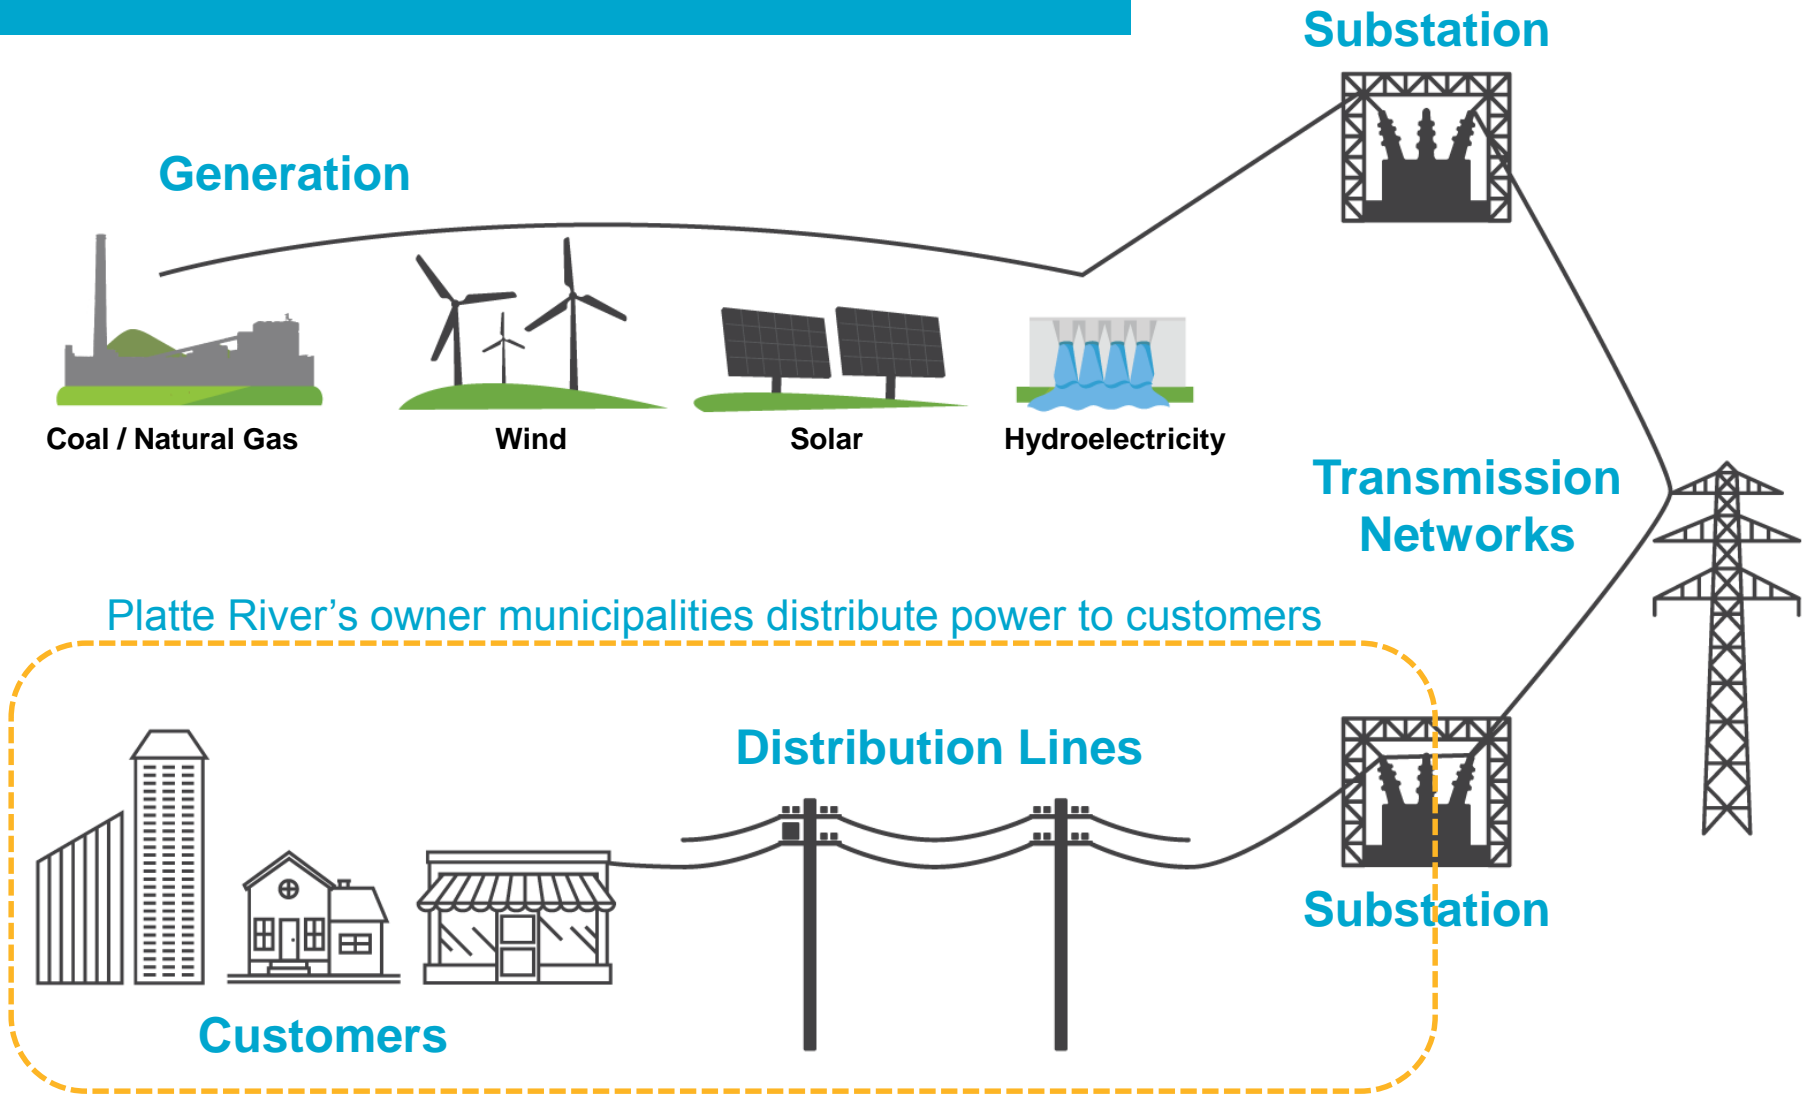 Substation
Generation
Coal / Natural Gas
Wind
Solar
Hydroelectricity
Transmission
Networks
Platte River’s owner municipalities distribute power to customers
Distribution Lines
Substation
Customers